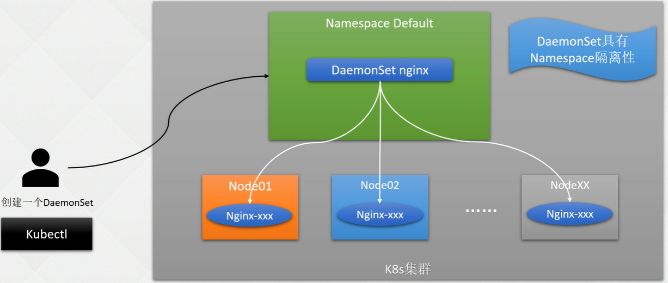 Namespace Default
DaemonSet nginx
DaemonSet具有
Namespace隔离性
创建一个DaemonSet
Kubectl
Node01
Nginx-xxx
Node02
Nginx-xxx
......
NodeXX
Nginx-xxx
K8s集群